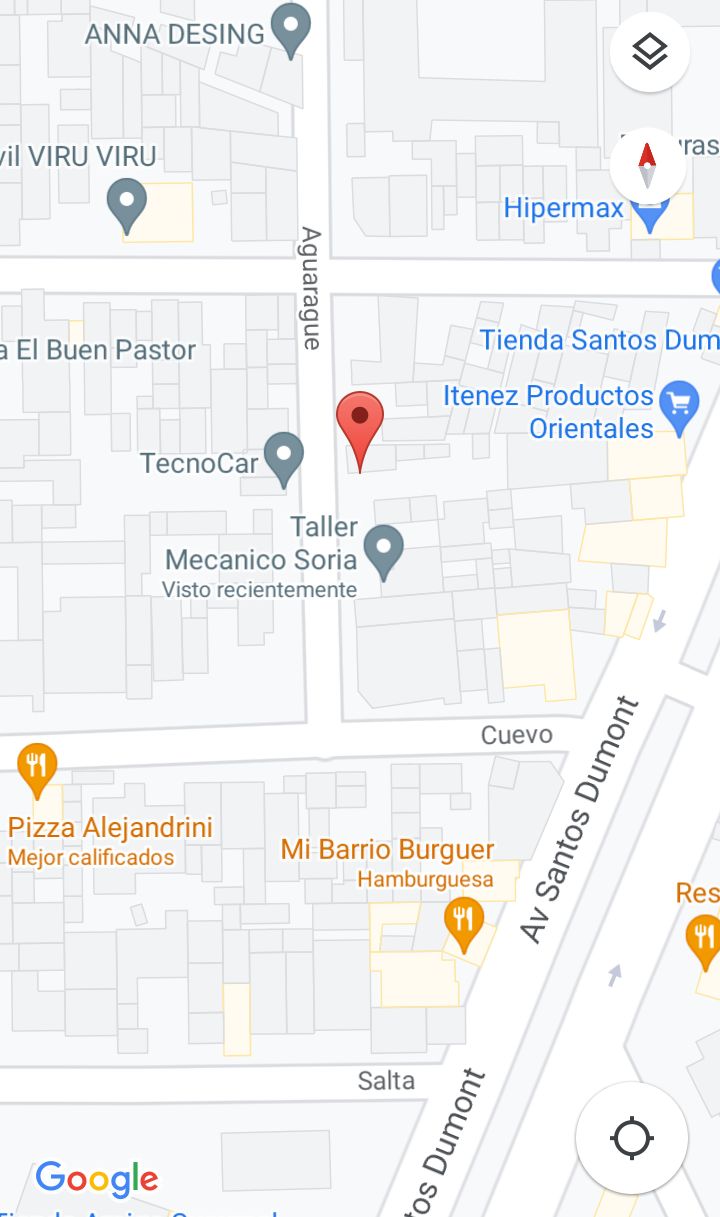 ANNA DESING
vil VIRU VIRU
uras
Hipermax
Aguarague
a El Buen Pastor
Tienda Santos Dum
Itenez Productos
Orientales
TecnoCar
Taller
Mecanico Soria
Visto recientemente
Cuevo
Av Santos Dumont
Pizza Alejandrini
Mejor calificados
Mi Barrio Burguer
Hamburguesa
Res
Salta
tos Dumont
Google